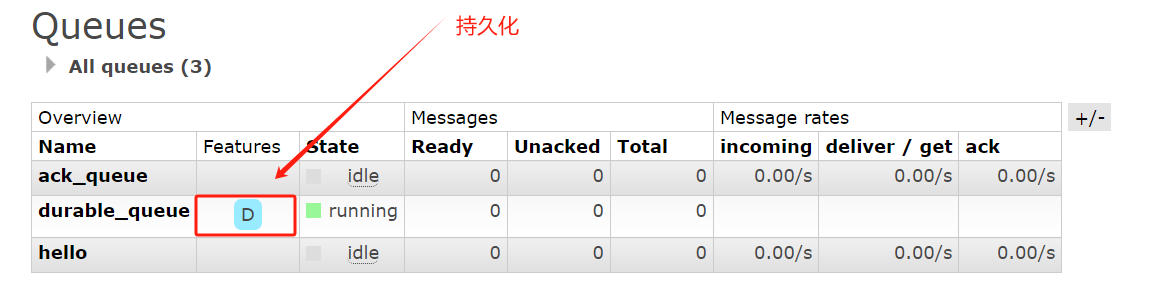 Queues
持久化
All queues (3)
Overview Messages Message rates +/-
Name Features State Ready Unacked Total incoming deliver / get ack
ack_queue idle 0 0 0 0.00/s 0.00/s 0.00/s
durable_queue D running 0 0 0
hello idle 0 0 0 0.00/s 0.00/s 0.00/s